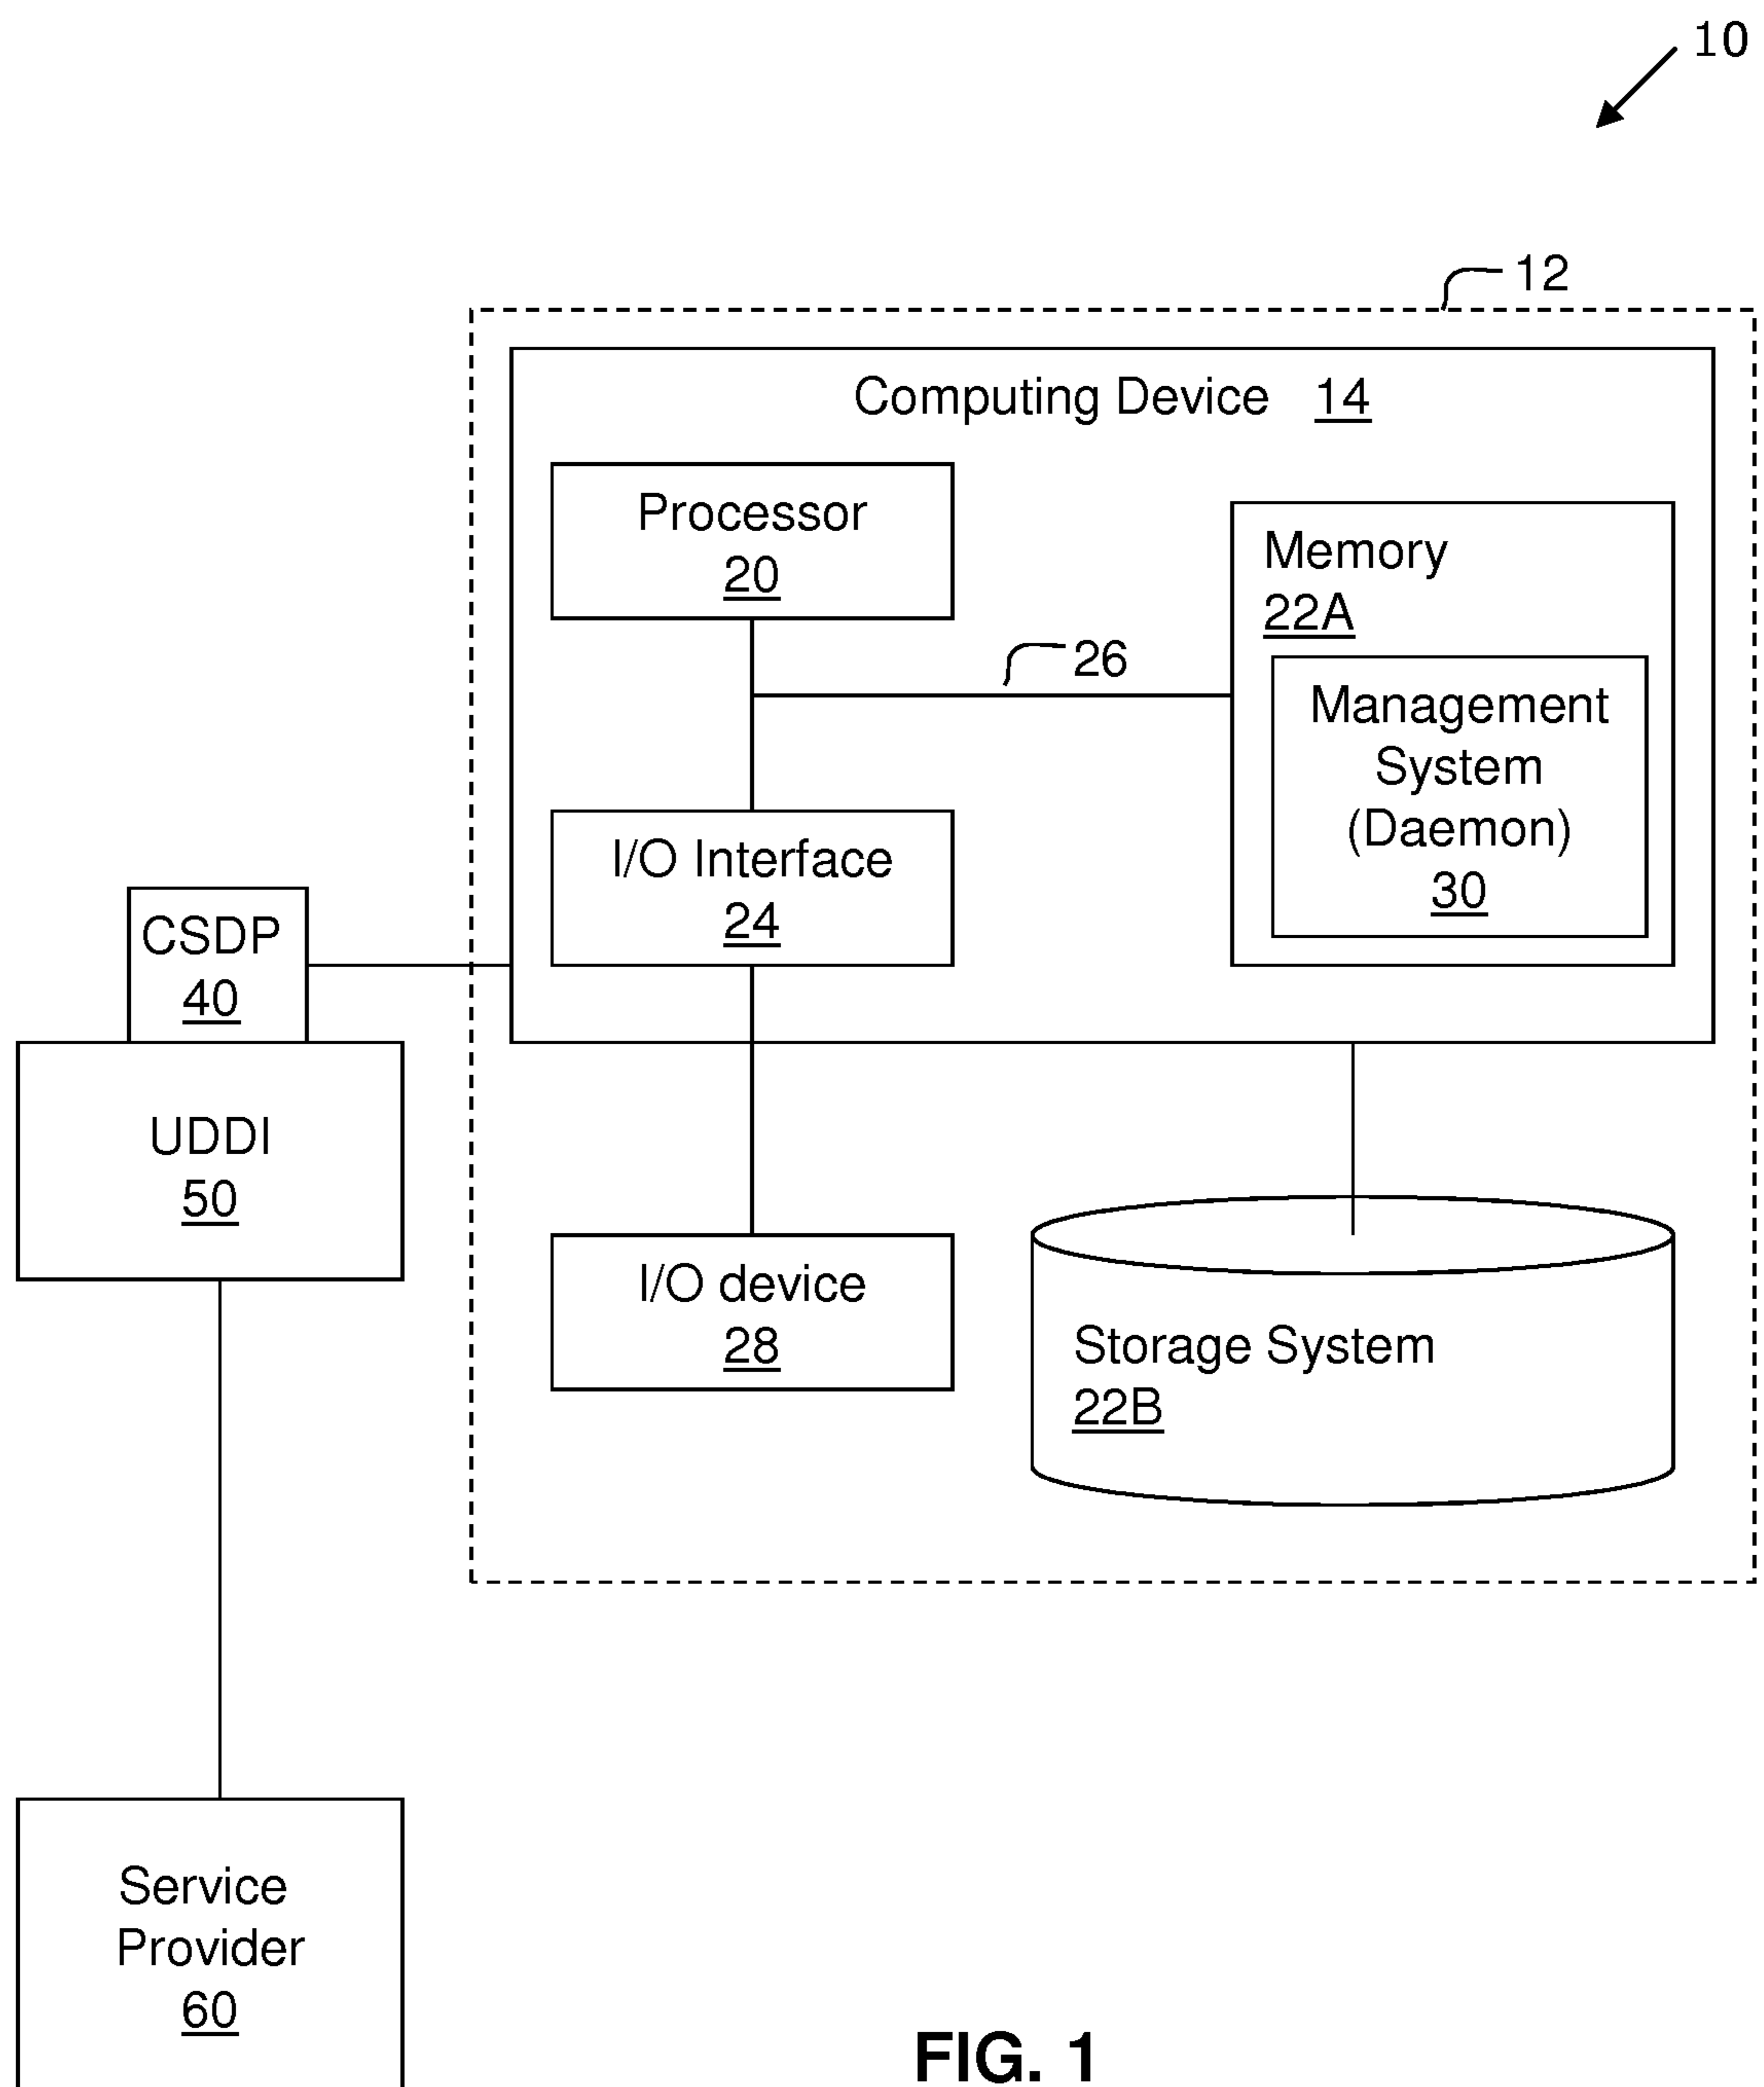 10
12
Computing Device 14
Processor
20
Memory
22A
26
Management
System
(Daemon)
30
I/O Interface
24
CSDP
40
UDDI
50
I/O device
28
Storage System
22B
Service
Provider
60
FIG. 1